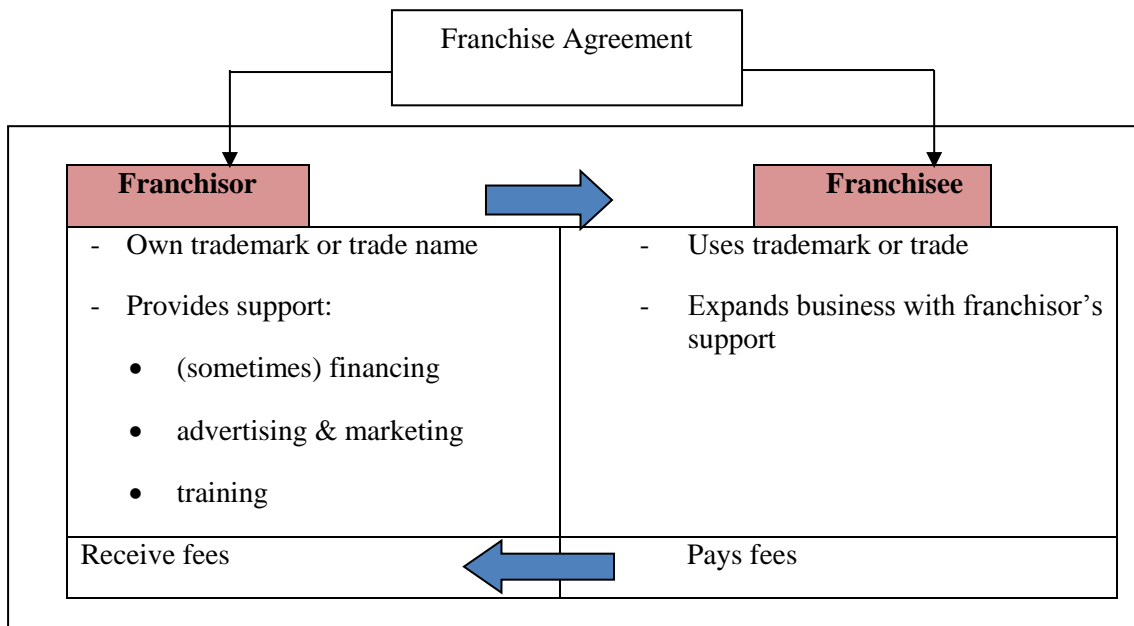 Franchise Agreement
Franchisor
Franchisee
- Own trademark or trade name
- Provides support:
• (sometimes) financing
• advertising & marketing
• training
- Uses trademark or trade
- Expands business with franchisor’s
support
Receive fees
Pays fees